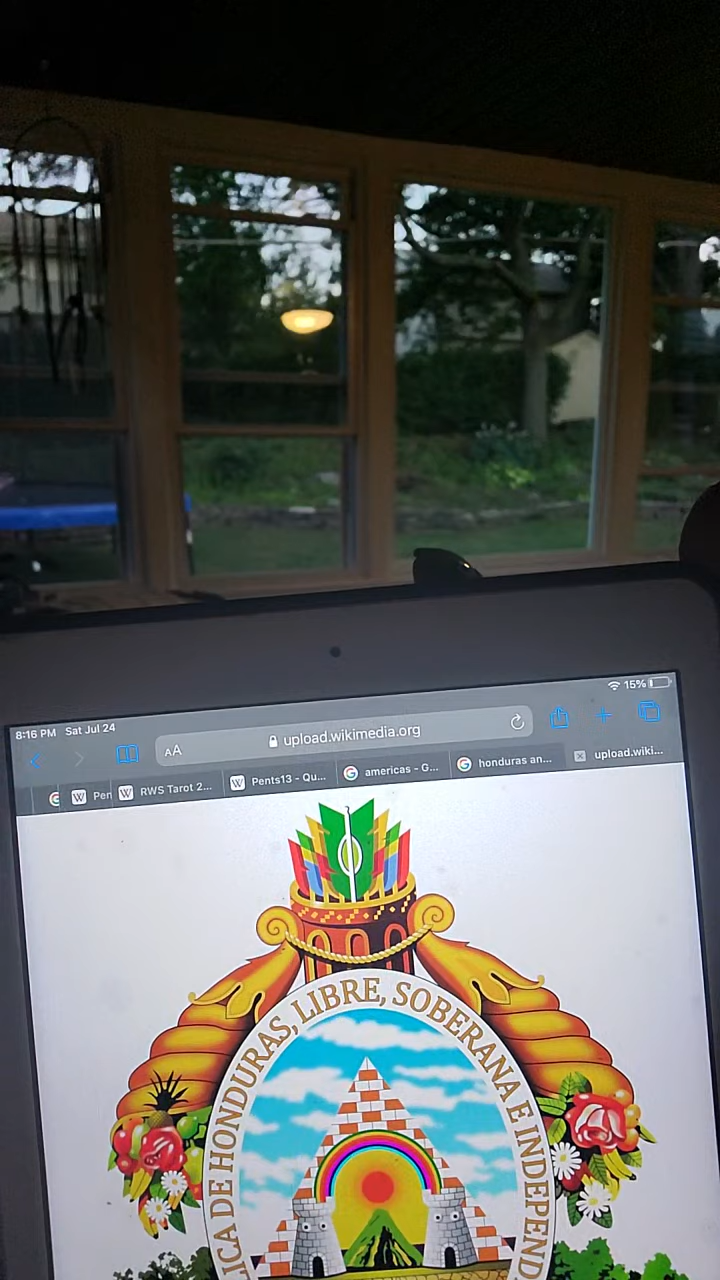 8:16 PM Sat Jul 24
15%
AA
upload.wikimedia.org
Pen
RWS Tarot 2...
Pents13 - Qu...
americas - G...
honduras an...
upload.wiki...
LICA DE HONDURAS, LIBRE, SOBERANA E INDEPEND